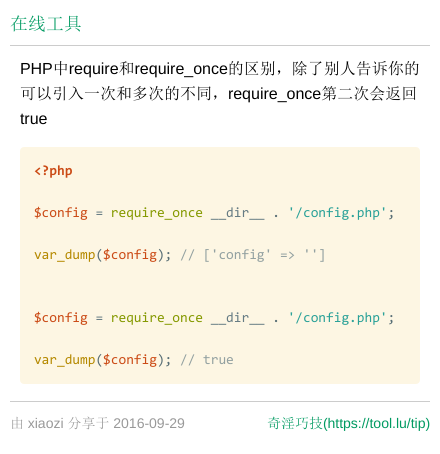 在线工具
PHP中require和require_once的区别，除了别人告诉你的
可以引入一次和多次的不同，require_once第二次会返回
true
<?php
$config = require_once __dir__ . '/config.php';
var_dump($config); // ['config' => '']
$config = require_once __dir__ . '/config.php';
var_dump($config); // true
由 xiaozi 分享于 2016-09-29 奇淫巧技(https://tool.lu/tip)